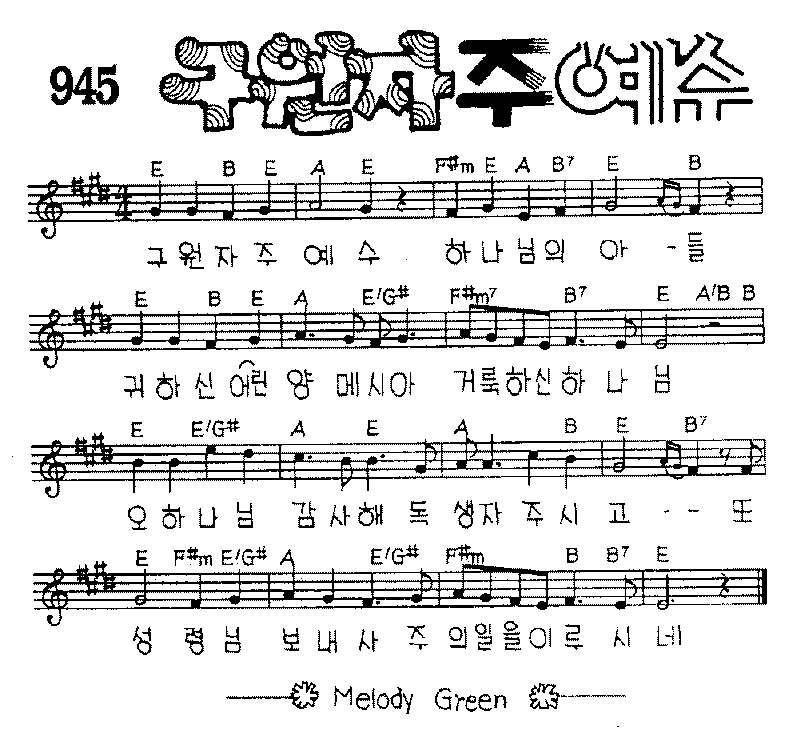 945 구원자 주 예수
E B E A E F#m E A B7 E B
4/4
구 원 자 주 예 수 하 나 님 의 아 - 들
E B E A E/G# F#m7 B7 E A/B B
귀 하 신 어린 양 메시아 거룩하신하 나 님
E E/G# A E A B E B7
오 하 나 님 감 사해 독 생자 주 시 고 - - 또
E F#m E/G# A E/G# F#m B B7 E
성 령 님 보 내 사 주 의일을이루 시 네
Melody Green